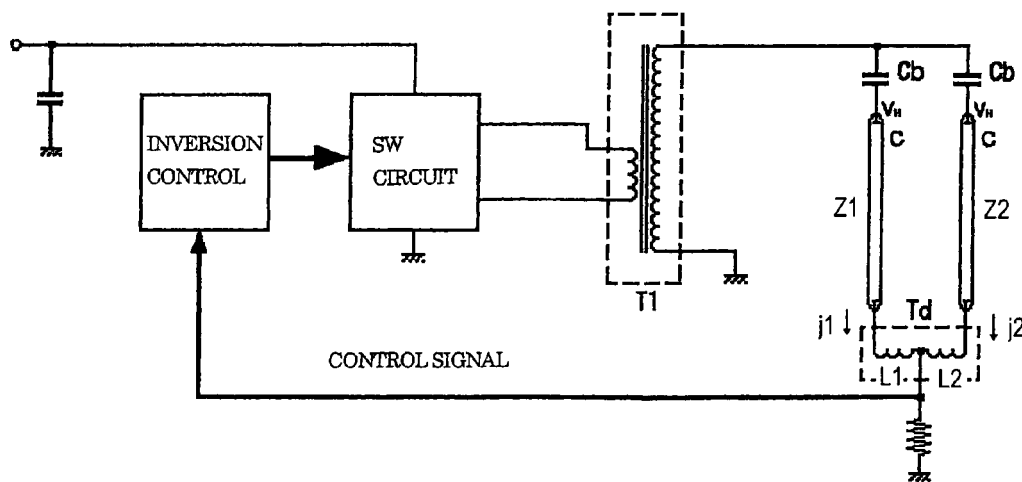 Cb
Cb
VH
VH
C
C
INVERSION
CONTROL
SW
CIRCUIT
Z1
Z2
T1
Td
j1
j2
L1
L2
CONTROL SIGNAL